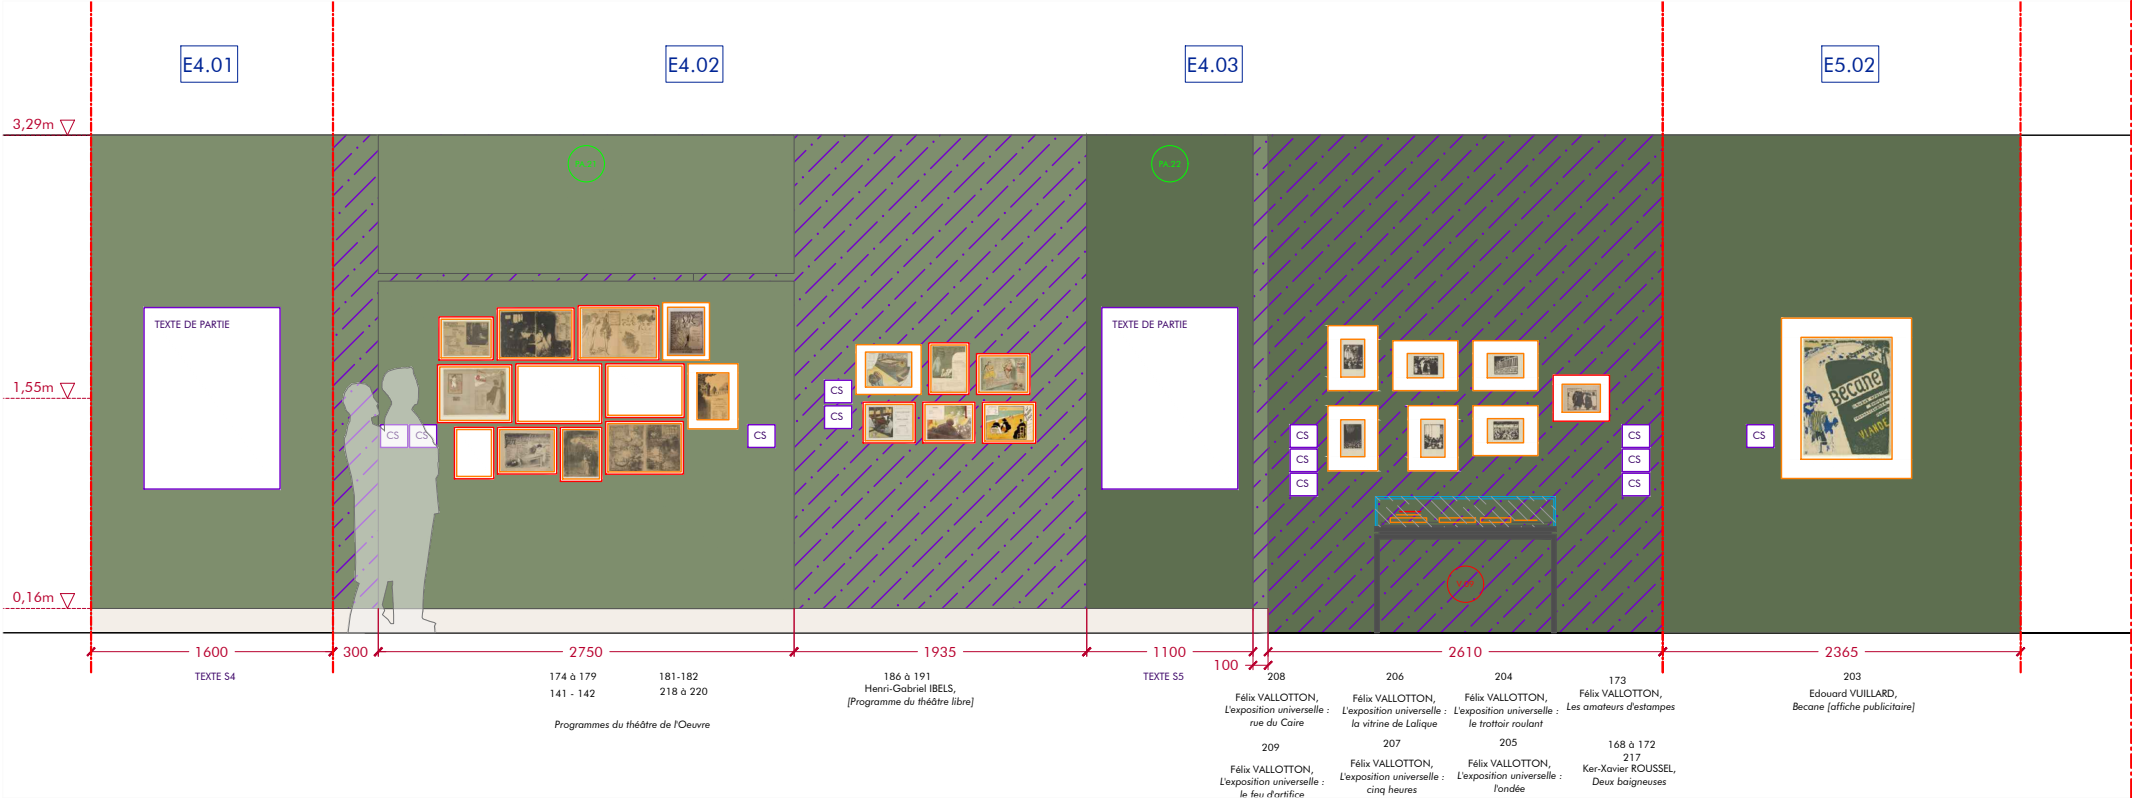 E4.01
E4.02
E4.03
E5.02
3,29m
PA.22
TEXTE DE PARTIE
TEXTE DE PARTIE
1,55m
CS
CS
CS
CS
CS
CS
CS
CS
CS
CS
CS
CS
Becane
VIANDE
0,16m
1600
300
2750
1935
1100
100
2610
2365
TEXTE S4
174 à 179
141 - 142
181-182
218 à 220
Programmes du théâtre de l'Oeuvre
186 à 191
Henri-Gabriel IBELS,
[Programme du théâtre libre]
TEXTE S5
208
Félix VALLOTTON,
L'exposition universelle :
rue du Caire
206
Félix VALLOTTON,
L'exposition universelle :
la vitrine de Lalique
204
Félix VALLOTTON,
L'exposition universelle :
le trottoir roulant
173
Félix VALLOTTON,
Les amateurs d'estampes
203
Edouard VUILLARD,
Becane [affiche publicitaire]
209
Félix VALLOTTON,
L'exposition universelle :
le feu d'artifice
207
Félix VALLOTTON,
L'exposition universelle :
cinq heures
205
Félix VALLOTTON,
L'exposition universelle :
l'ondée
168 à 172
217
Ker-Xavier ROUSSEL,
Deux baigneuses